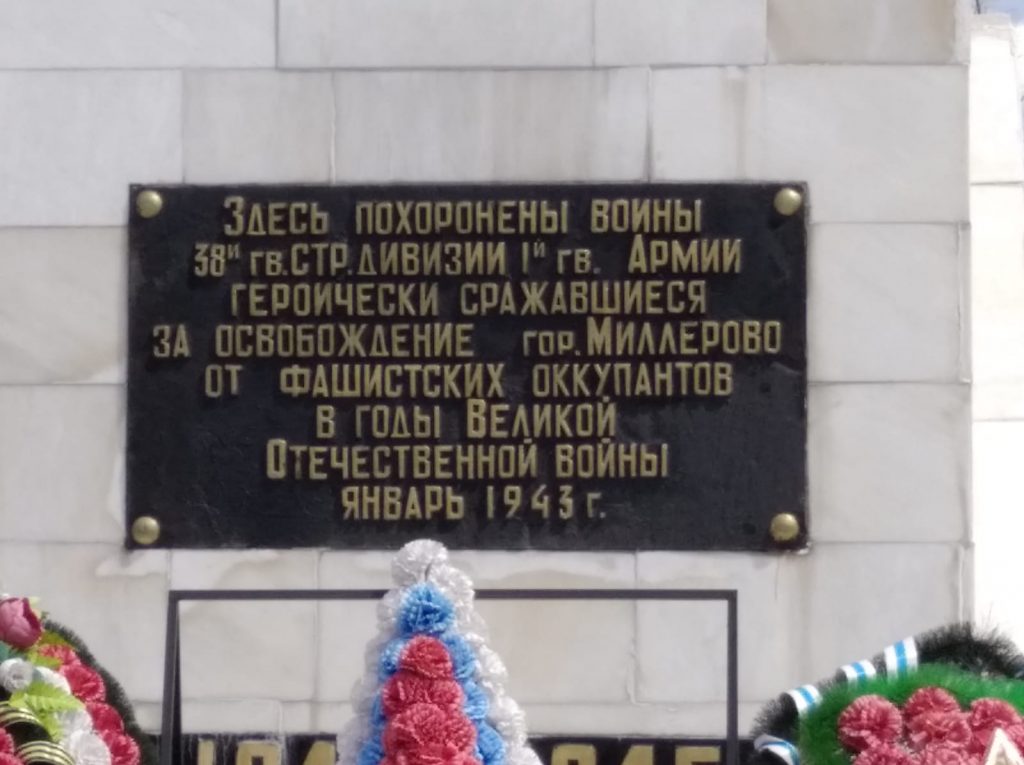 Здесь похоронены воины
38й гв.стр.дивизии 1й гв. Армии
героически сражавшиеся
за освобождение гор.Миллерово
от фашистских оккупантов
в годы Великой
Отечественной войны
январь 1943 г.